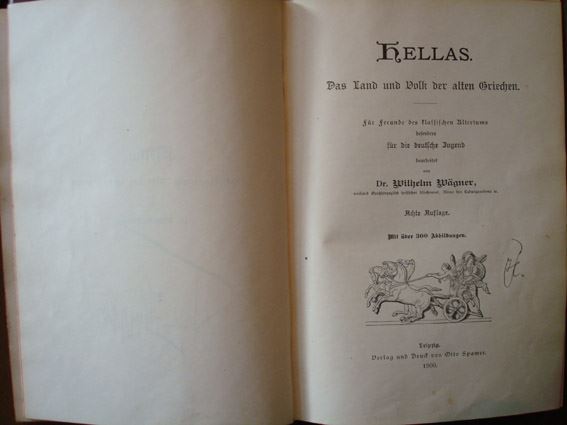 HELLAS.
Das Land und Volk der alten Griechen.
Für Freunde des klassischen Altertums
besonders
für die deutsche Jugend
bearbeitet
von
Dr. Wilhelm Wägner,
Ritter
Achte Auflage.
Mit über 300 Abbildungen.
Leipzig.
Verlag und Druck von Otto Spamer.
1900.